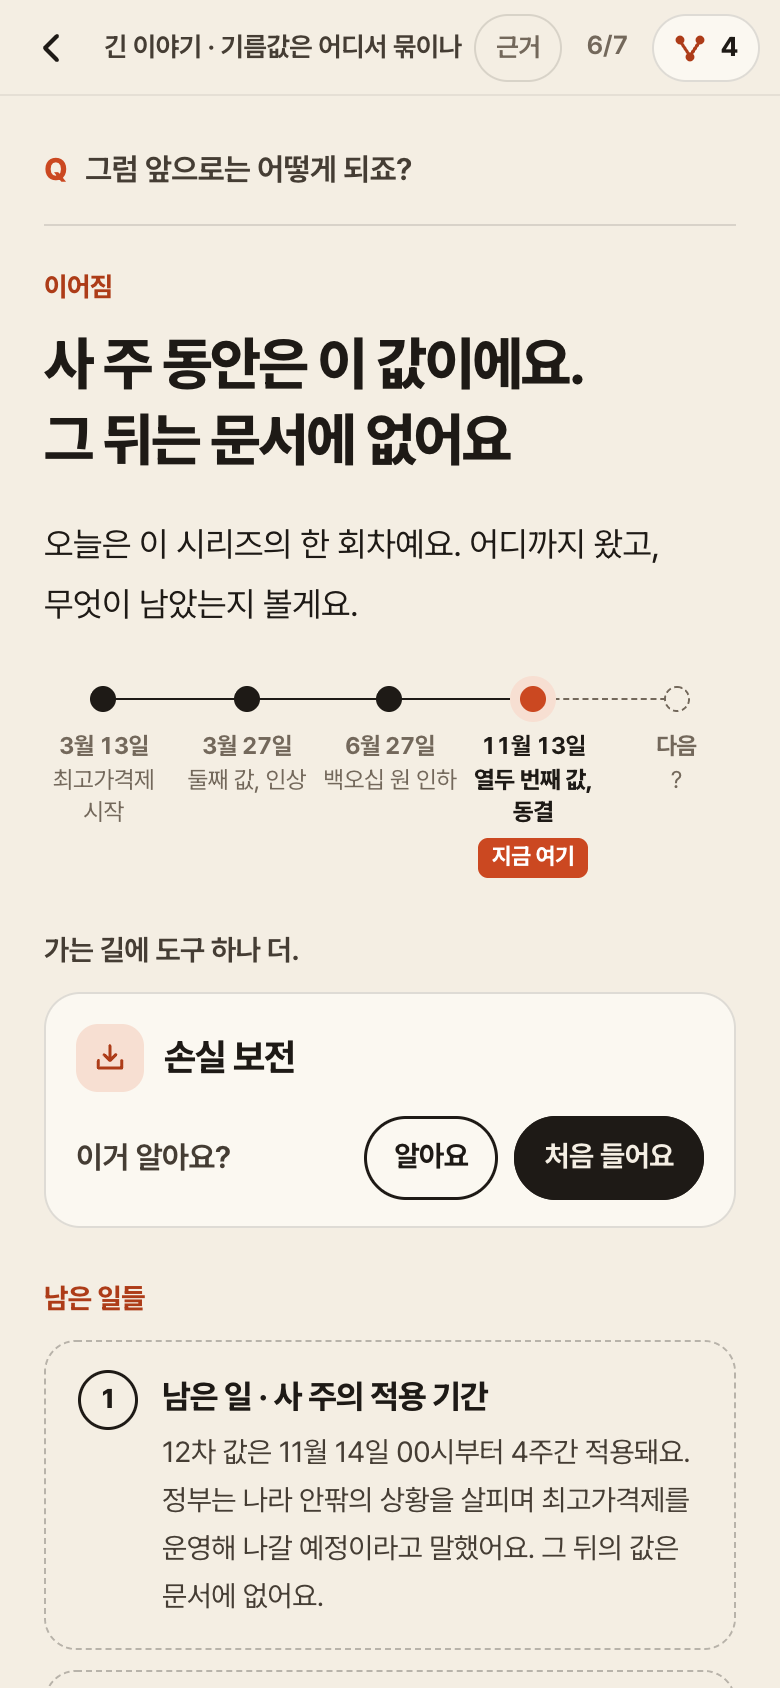 긴 이야기 · 기름값은 어디서 묶이나 근거 6/7 4
Q 그럼 앞으로는 어떻게 되죠?
이어짐
사 주 동안은 이 값이에요.
그 뒤는 문서에 없어요
오늘은 이 시리즈의 한 회차예요. 어디까지 왔고,
무엇이 남았는지 볼게요.
3월 13일
최고가격제
시작
3월 27일
둘째 값, 인상
6월 27일
백오십 원 인하
11월 13일
열두 번째 값,
동결
지금 여기
다음
?
가는 길에 도구 하나 더.
손실 보전
이거 알아요? 알아요 처음 들어요
남은 일들
1 남은 일 · 사 주의 적용 기간
12차 값은 11월 14일 00시부터 4주간 적용돼요.
정부는 나라 안팎의 상황을 살피며 최고가격제를
운영해 나갈 예정이라고 말했어요. 그 뒤의 값은
문서에 없어요.